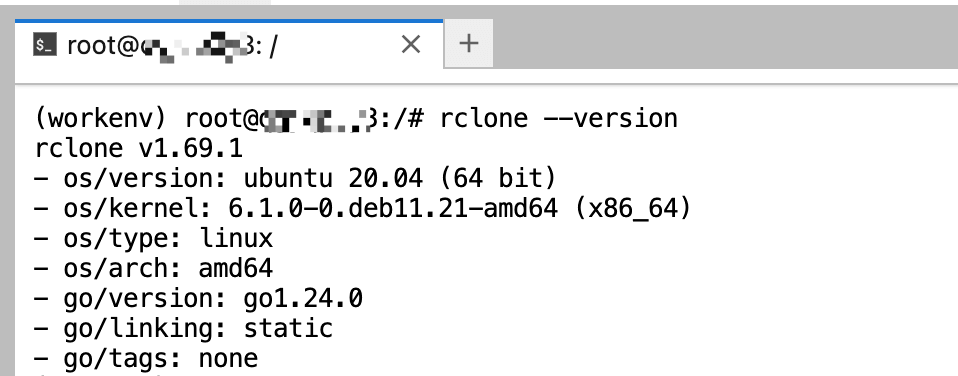 $_ root@ 3: /
(workenv) root@ 3:/# rclone --version
rclone v1.69.1
- os/version: ubuntu 20.04 (64 bit)
- os/kernel: 6.1.0-0.deb11.21-amd64 (x86_64)
- os/type: linux
- os/arch: amd64
- go/version: go1.24.0
- go/linking: static
- go/tags: none